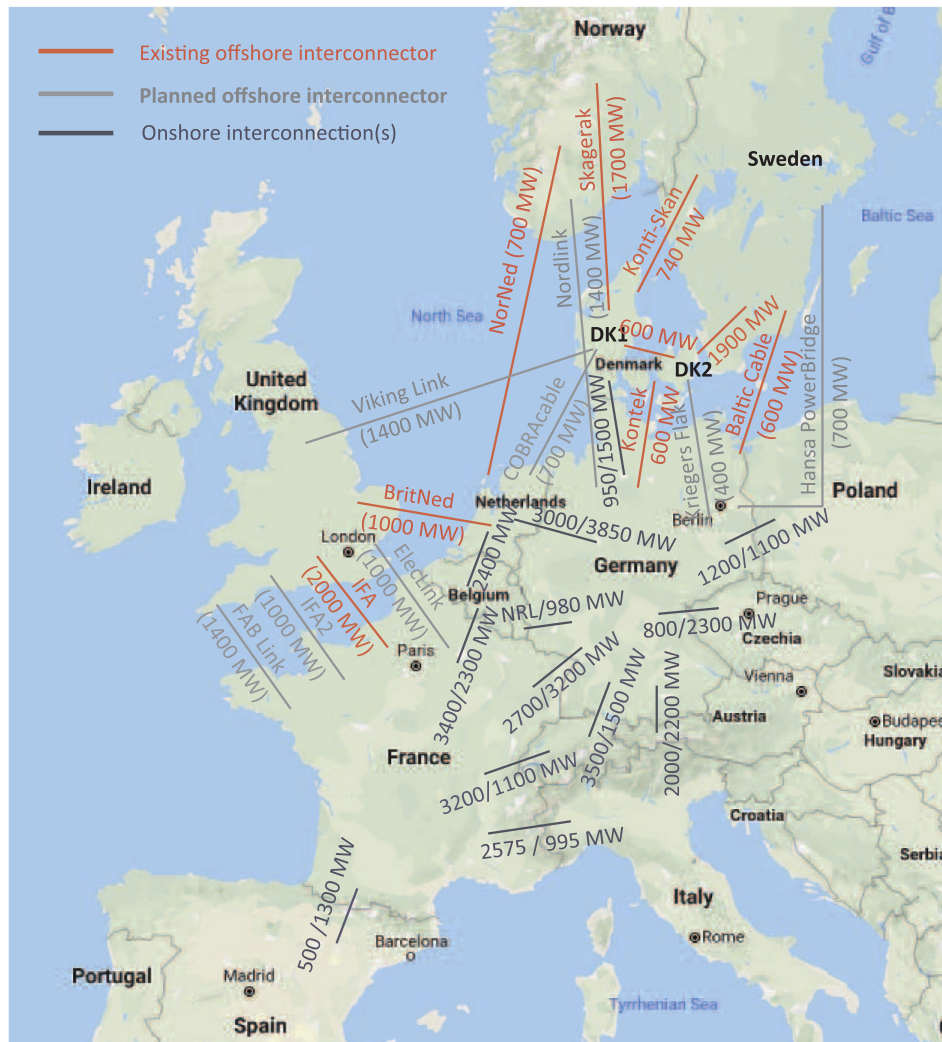 Norway
Gulf of B
Existing offshore interconnector
Planned offshore interconnector
Onshore interconnection(s)
Sweden
Baltic Sea
North Sea
Skagerak
(1700 MW)
NorNed (700 MW)
Nordlink
(1400 MW)
Konti-Skan
740 MW
DK1
600 MW
Denmark
DK2
1900 MW
Baltic Cable
(600 MW)
Hansa PowerBridge
(700 MW)
United
Kingdom
Viking Link
(1400 MW)
COBRAcable
(700 MW)
950/1500 MW
Kontek
600 MW
Kriegers Flak
(400 MW)
Ireland
Poland
BritNed
(1000 MW)
Netherlands
3000/3850 MW
Berlin
1200/1100 MW
London
ElecLink
(1000 MW)
2400 MW
Germany
Belgium
IFA
(2000 MW)
IFA2
(1000 MW)
FAB Link
(1400 MW)
Paris
NRL/980 MW
Prague
800/2300 MW
Czechia
3400/2300 MW
2700/3200 MW
3500/1500 MW
2000/2200 MW
Vienna
Slovakia
Austria
Budapes
Hungary
France
3200/1100 MW
Croatia
2575 / 995 MW
Serbia
500 /1300 MW
Italy
Rome
Barcelona
Portugal
Madrid
Spain
Tyrrhenian Sea